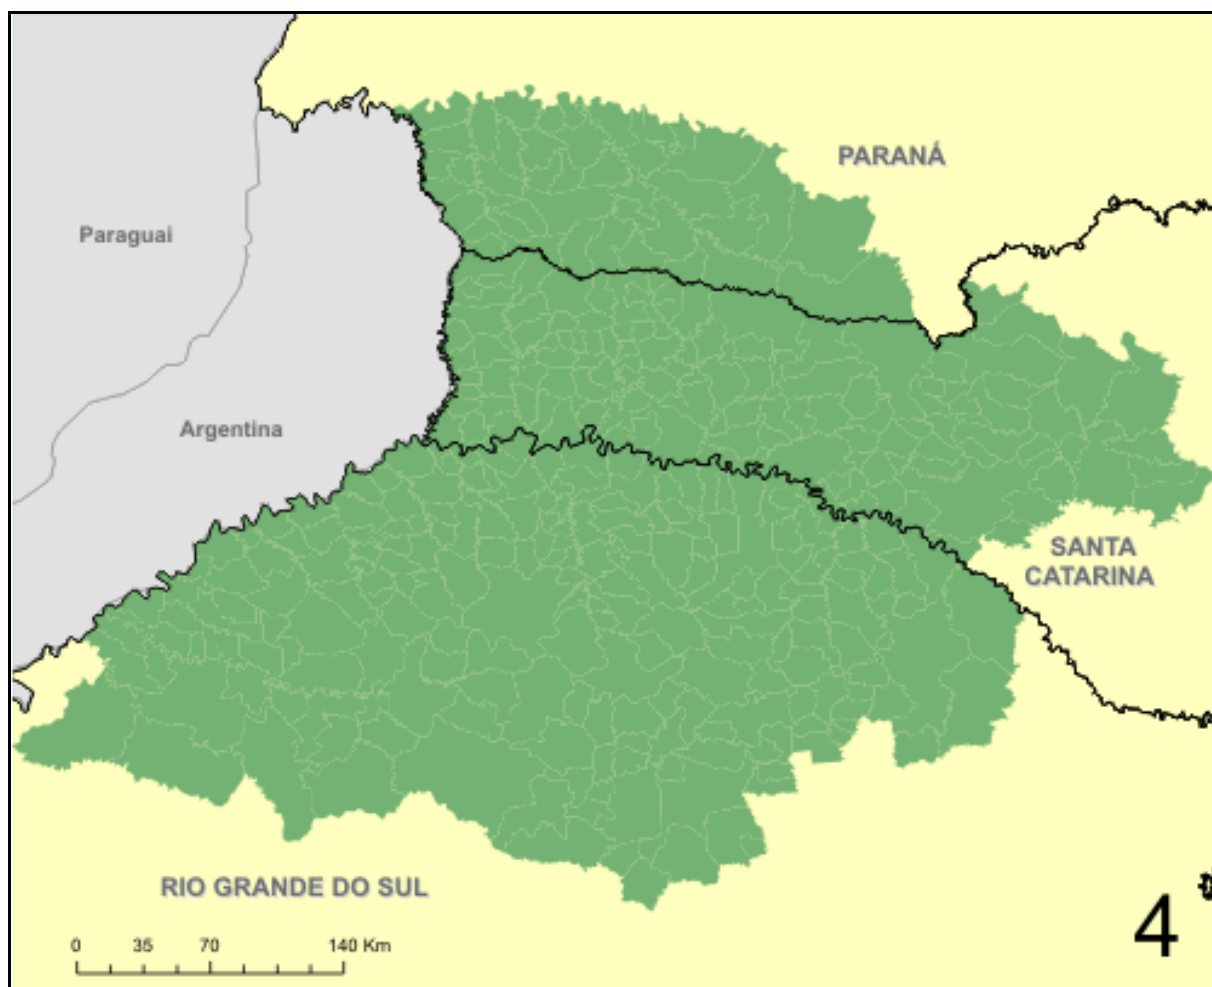 PARANÁ
Paraguai
Argentina
SANTA
CATARINA
RIO GRANDE DO SUL
4
0 35 70 140 Km